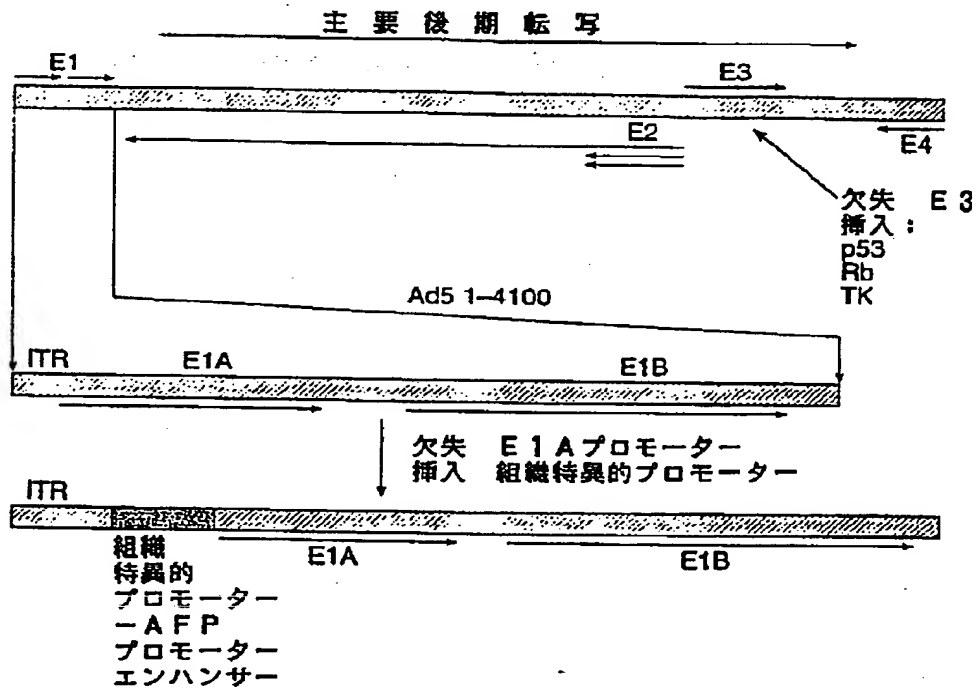 主要後期転写
E1
E3
E2
E4
欠失 E3
挿入:
p53
Rb
TK
Ad5 1–4100
ITR
E1A
E1B
欠失 E1Aプロモーター
挿入 組織特異的プロモーター
ITR
E1A
E1B
組織
特異的
プロモーター
－AFP
プロモーター
エンハンサー